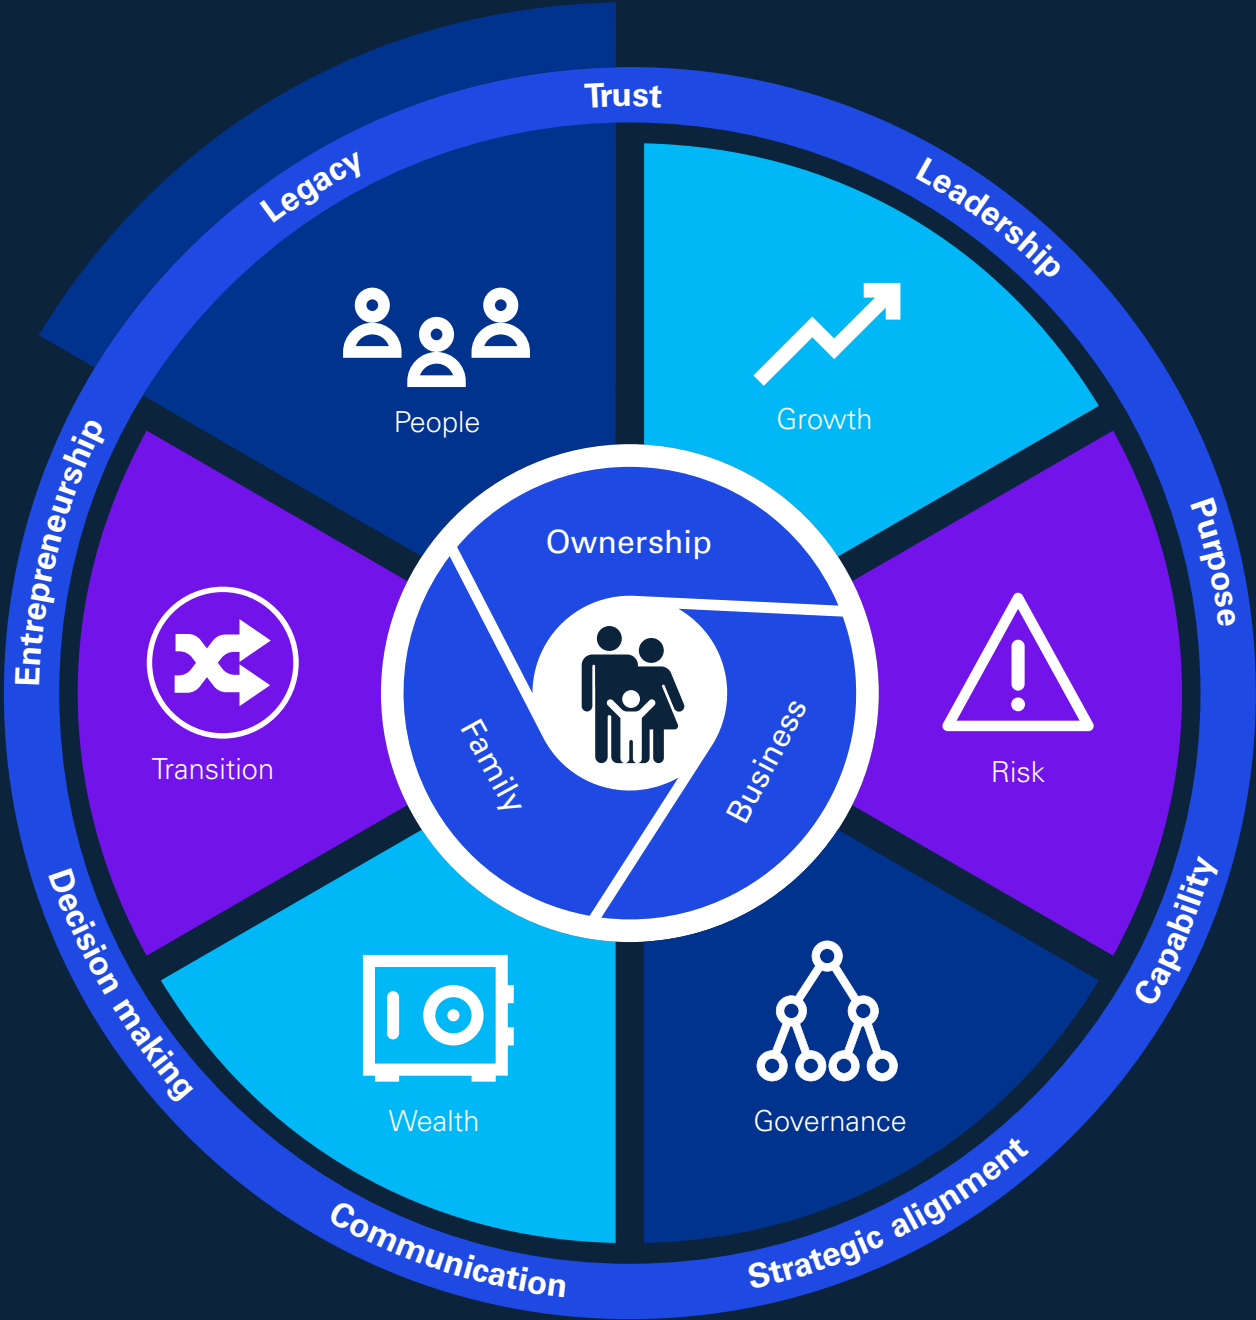 Trust
Leadership
Purpose
Capability
Strategic alignment
Communication
Decision making
Entrepreneurship
Legacy
People
Growth
Risk
Governance
Wealth
Transition
Ownership
Business
Family